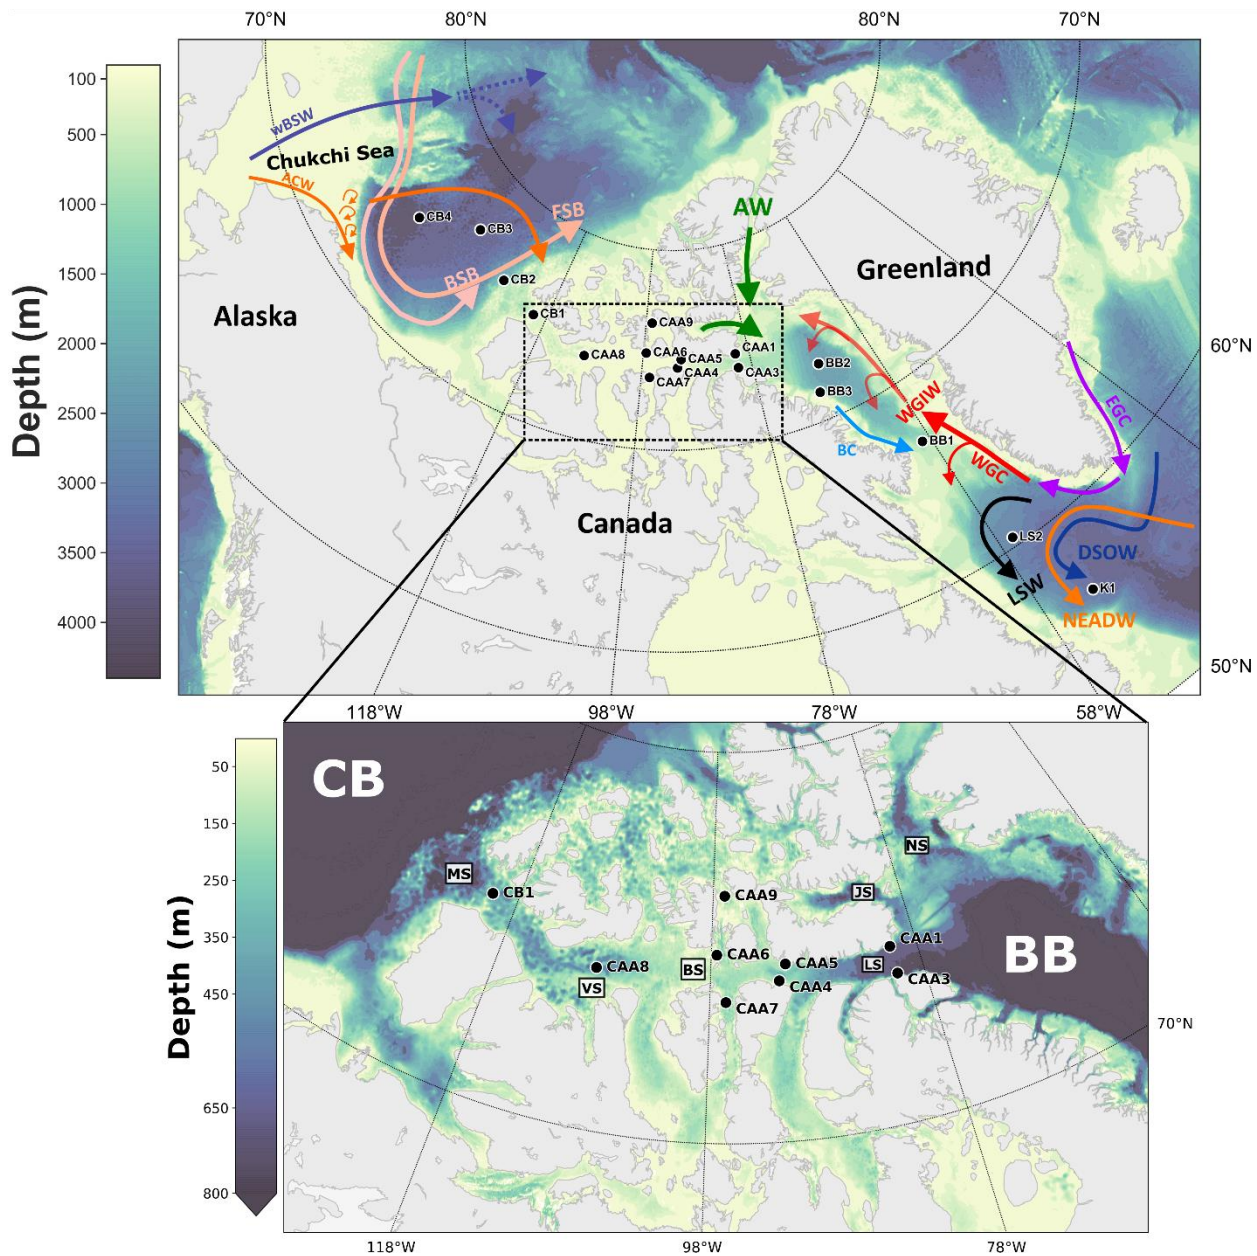 70°N 80°N 80°N 70°N
100
500
1000
1500
2000
2500
3000
3500
4000
Depth (m)
wBSW
Chukchi Sea
ACW
CB4
CB3
FSB
BSB
CB2
CB1
Alaska
AW
Greenland
CAA9
CAA8
CAA6
CAA5
CAA1
CAA4
CAA3
CAA7
BB2
BB3
WGIW
BC
BB1
WGC
EGC
60°N
Canada
LS2
DSOW
LSW
K1
NEADW
50°N
118°W 98°W 78°W 58°W
50
150
250
350
450
650
800
Depth (m)
CB
MS
CB1
NS
JS
CAA9
CAA1
BB
CAA6
CAA5
LS
BS
CAA8
CAA3
VS
CAA4
CAA7
70°N
118°W 98°W 78°W